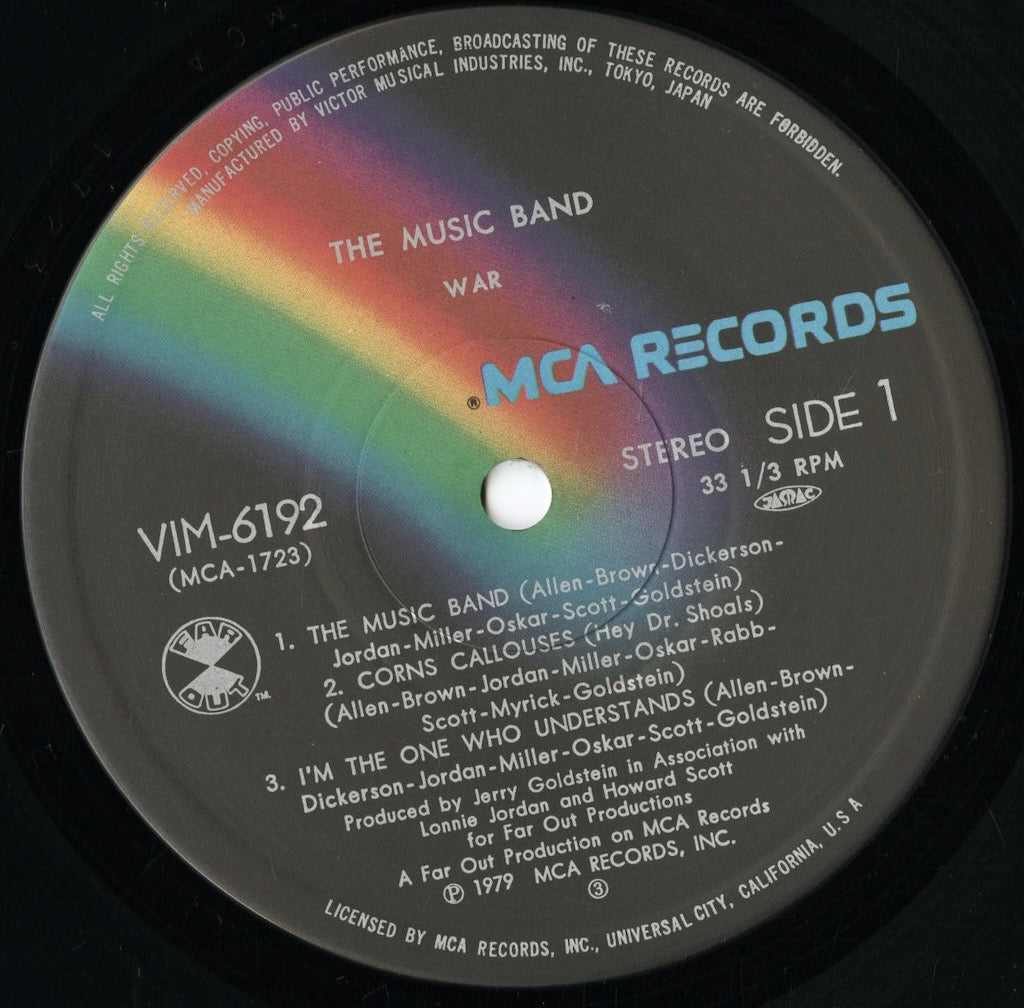 ALL RIGHTS RESERVED, COPYING, PUBLIC PERFORMANCE, BROADCASTING OF THESE RECORDS ARE FORBIDDEN.
MANUFACTURED BY VICTOR MUSICAL INDUSTRIES, INC., TOKYO, JAPAN
THE MUSIC BAND
WAR
® MCA RECORDS
STEREO SIDE 1
33 1/3 RPM
JASRAC
VIM-6192
(MCA-1723)
FAR
OUT TM.
1. THE MUSIC BAND (Allen-Brown-Dickerson-
Jordan-Miller-Oskar-Scott-Goldstein)
2. CORNS CALLOUSES (Hey Dr. Shoals)
(Allen-Brown-Jordan-Miller-Oskar-Rabb-
Scott-Myrick-Goldstein)
3. I'M THE ONE WHO UNDERSTANDS (Allen-Brown-
Dickerson-Jordan-Miller-Oskar-Scott-Goldstein)
Produced by Jerry Goldstein in Association with
Lonnie Jordan and Howard Scott
for Far Out Productions
A Far Out Production on MCA Records
Ⓟ 1979 MCA RECORDS, INC.
③
LICENSED BY MCA RECORDS, INC., UNIVERSAL CITY, CALIFORNIA, U.S.A